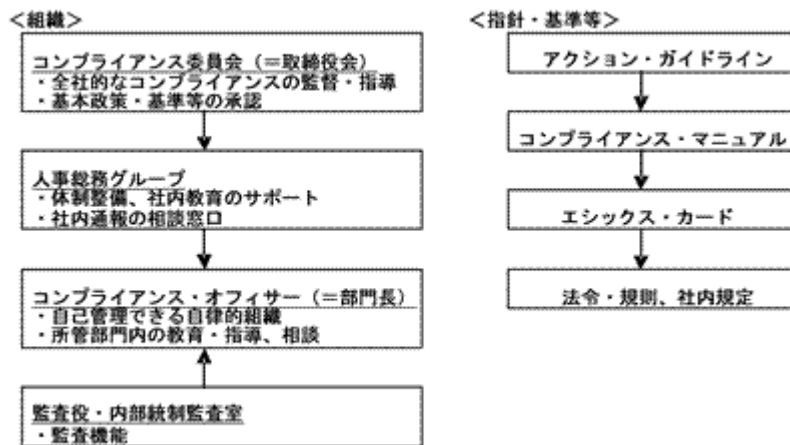 ＜組織＞
コンプライアンス委員会（＝取締役会）
・全社的なコンプライアンスの監督・指導
・基本政策・基準等の承認
人事総務グループ
・体制整備、社内教育のサポート
・社内通報の相談窓口
コンプライアンス・オフィサー（＝部門長）
・自己管理できる自律的組織
・所管部門内の教育・指導、相談
監査役・内部統制監査室
・監査機能
＜指針・基準等＞
アクション・ガイドライン
コンプライアンス・マニュアル
エシックス・カード
法令・規則、社内規定